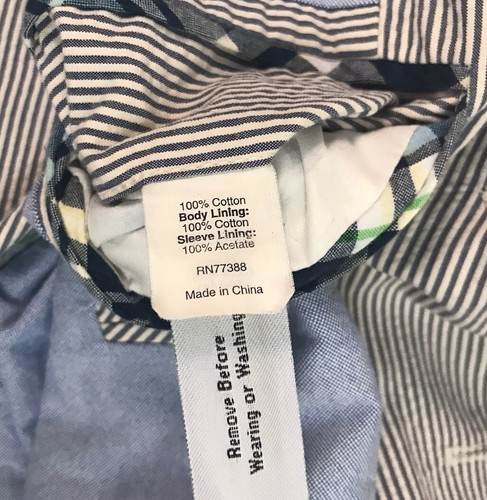 100% Cotton
Body Lining:
100% Cotton
Sleeve Lining:
100% Acetate
RN77388
Made in China
Remove Before
Wearing or Washing